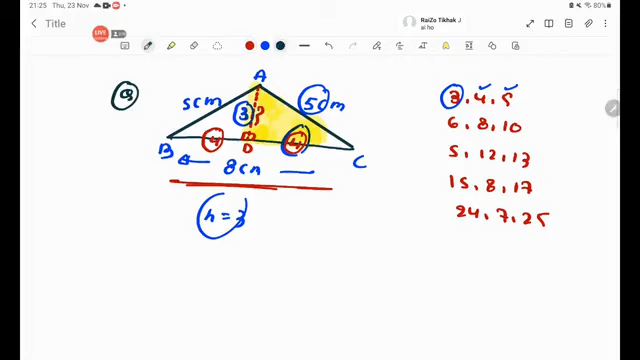 21:25 Thu, 23 Nov
80%
Title
RaiZo Tikhak J
ai ho
LIVE
Q
A
5cm
3 ?
5cm
4
4
B
D
C
8cm
h = 3
3, 4, 5
6, 8, 10
5, 12, 13
15, 8, 17
24, 7, 25